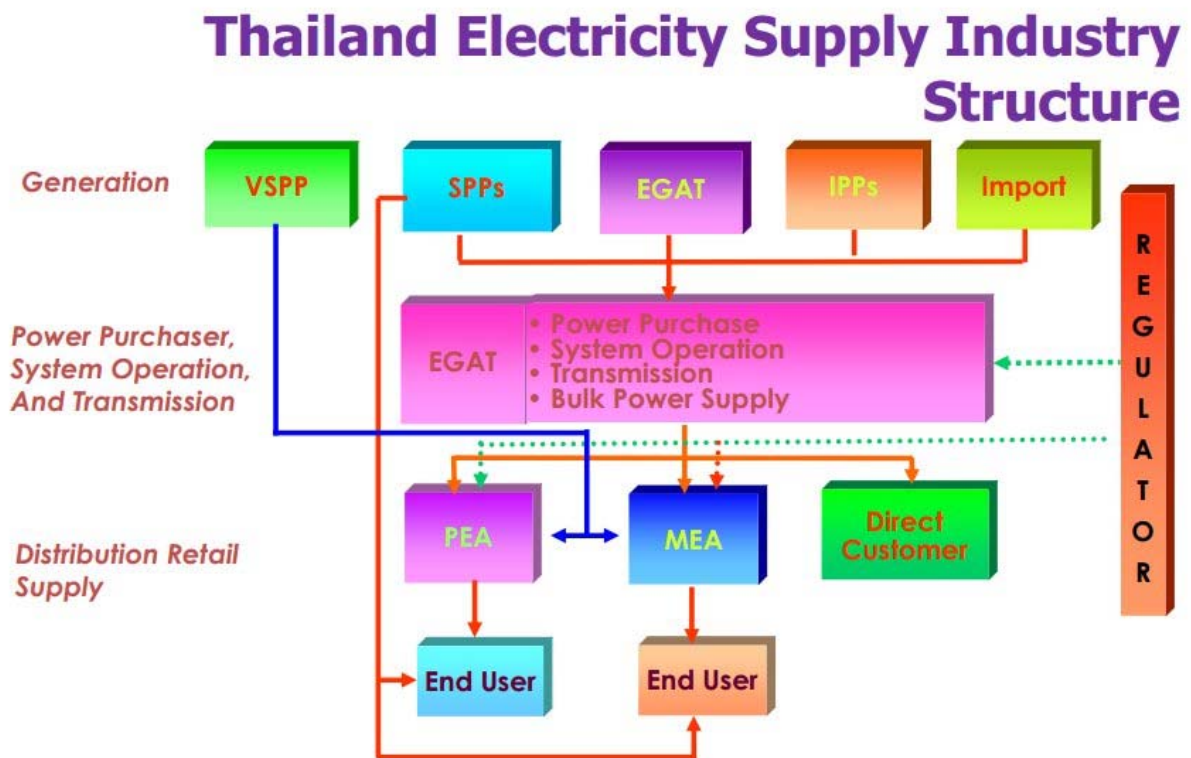 Thailand Electricity Supply Industry
Structure
Generation
VSPP
SPPs
EGAT
IPPs
Import
REGULATOR
Power Purchaser,
System Operation,
And Transmission
EGAT
• Power Purchase
• System Operation
• Transmission
• Bulk Power Supply
Distribution Retail
Supply
PEA
MEA
Direct
Customer
End User
End User